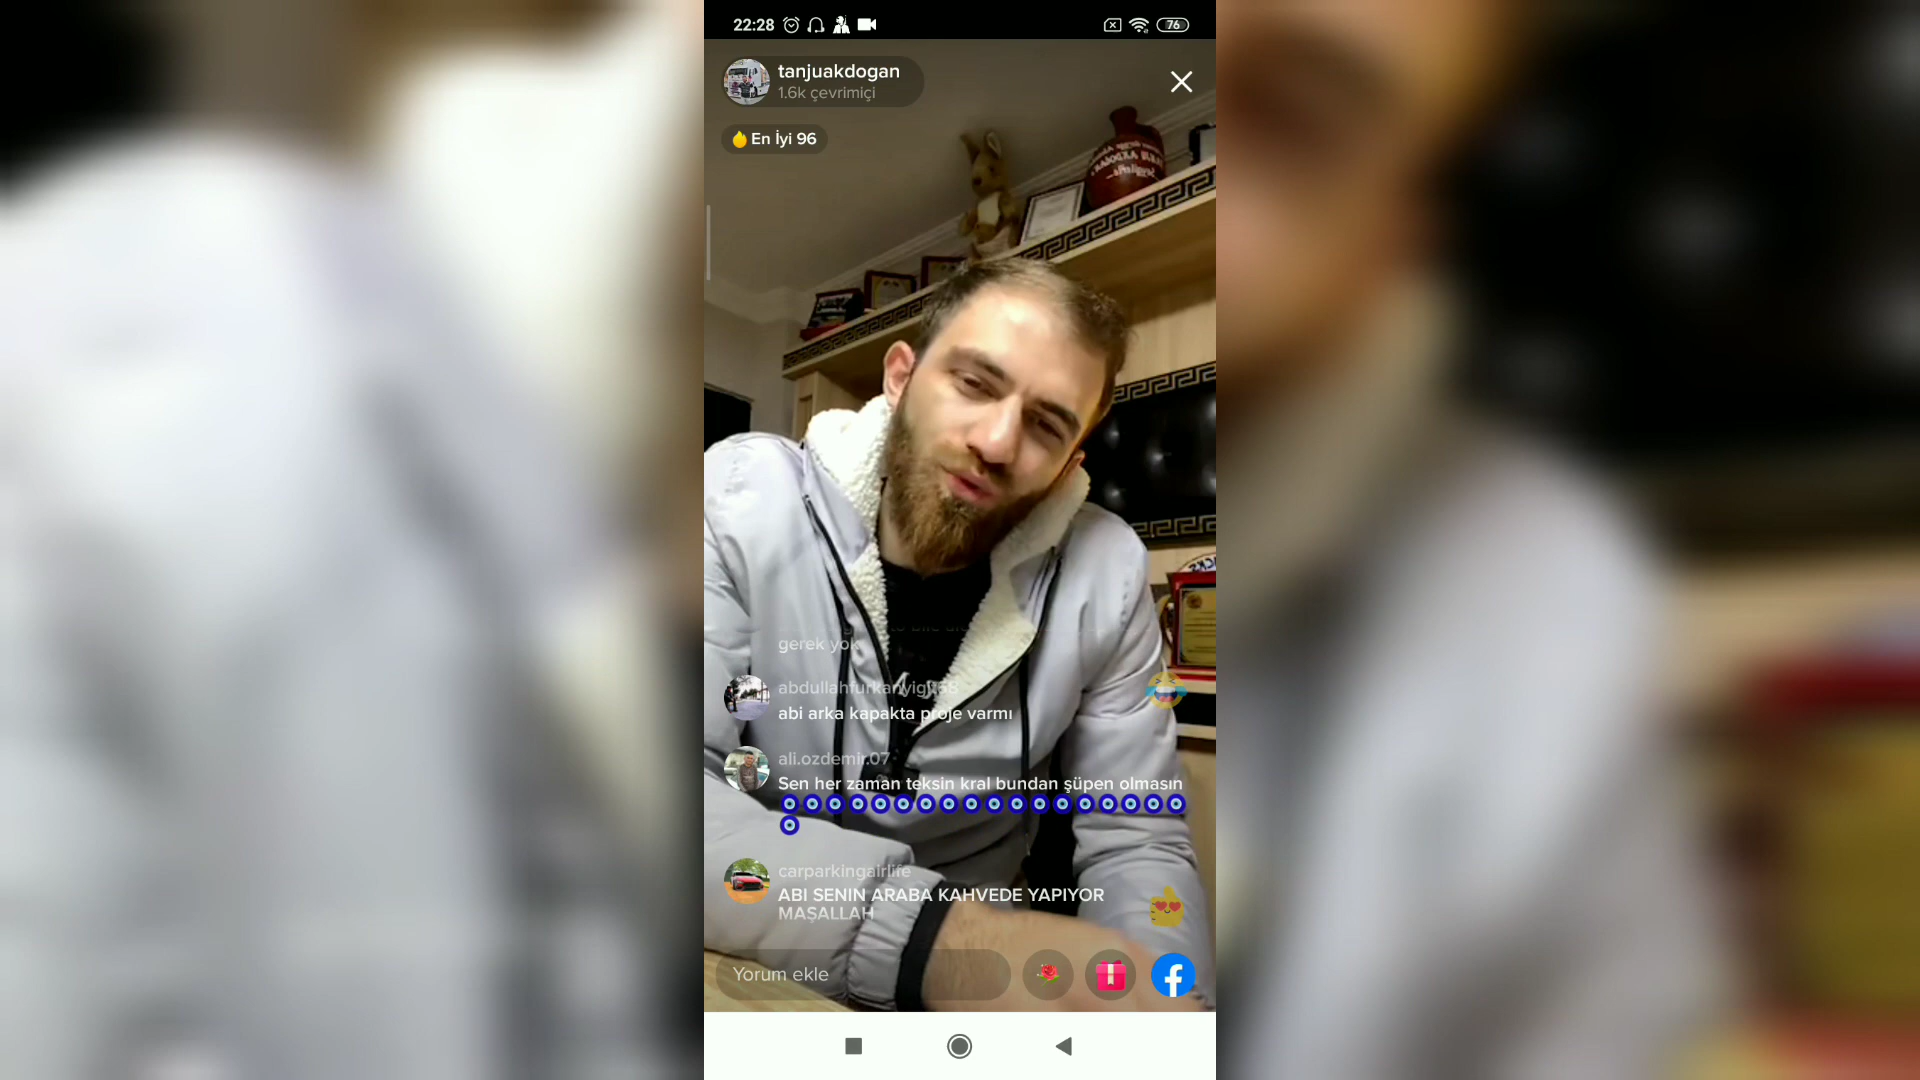 22:28
76
tanjuakdogan
1.6k çevrimiçi
En İyi 96
gerek yok
abi arka kapakta proje varmı
ali.ozdemir.07
Sen her zaman teksin kral bundan şüpen olmasın
🧿🧿🧿🧿🧿🧿🧿🧿🧿🧿🧿🧿🧿🧿🧿🧿🧿🧿
🧿
carparkingairlife
ABI SENIN ARABA KAHVEDE YAPIYOR
MAŞALLAH
Yorum ekle